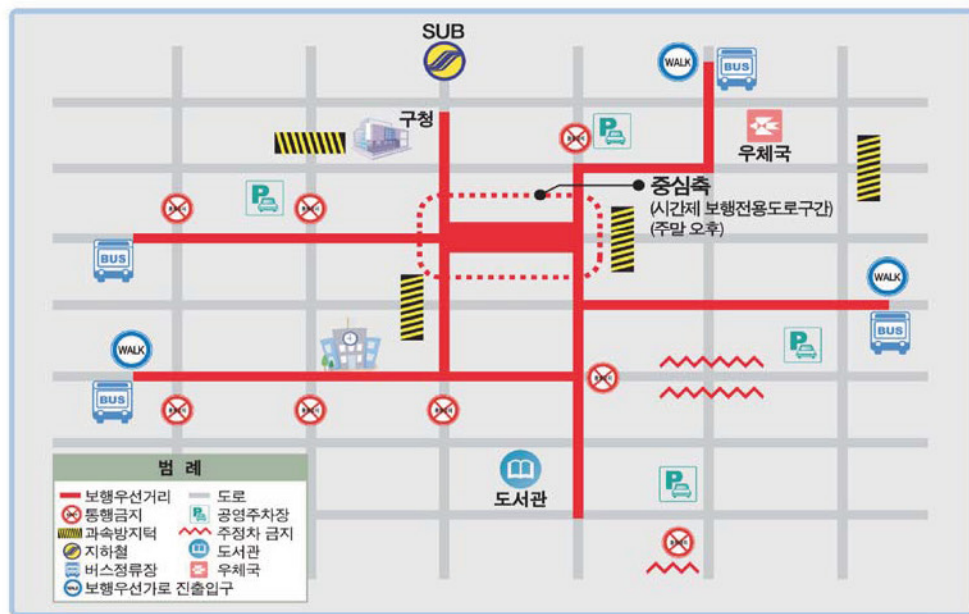 SUB
WALK
BUS
구청
P
우체국
중심축
(시간제 보행전용도로구간)
(주말 오후)
P
BUS
WALK
BUS
P
WALK
BUS
도서관
P
범 례
보행우선거리
도로
통행금지
P
공영주차장
과속방지턱
주정차 금지
지하철
도서관
버스정류장
우체국
WALK
보행우선가로 진출입구